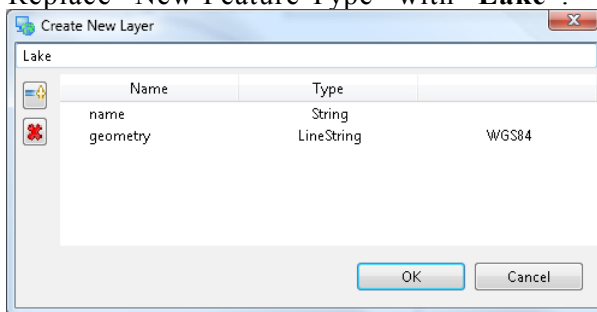 Replace "New Feature Type" with "Lake".
Create New Layer
Lake
Name Type
name String
geometry LineString WGS84
OK Cancel